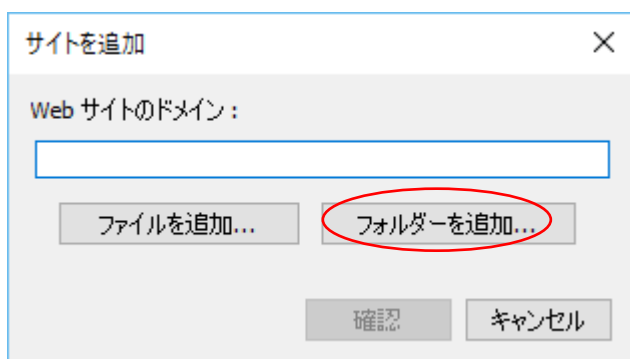 サイトを追加
Web サイトのドメイン :
ファイルを追加... フォルダーを追加...
確認 キャンセル